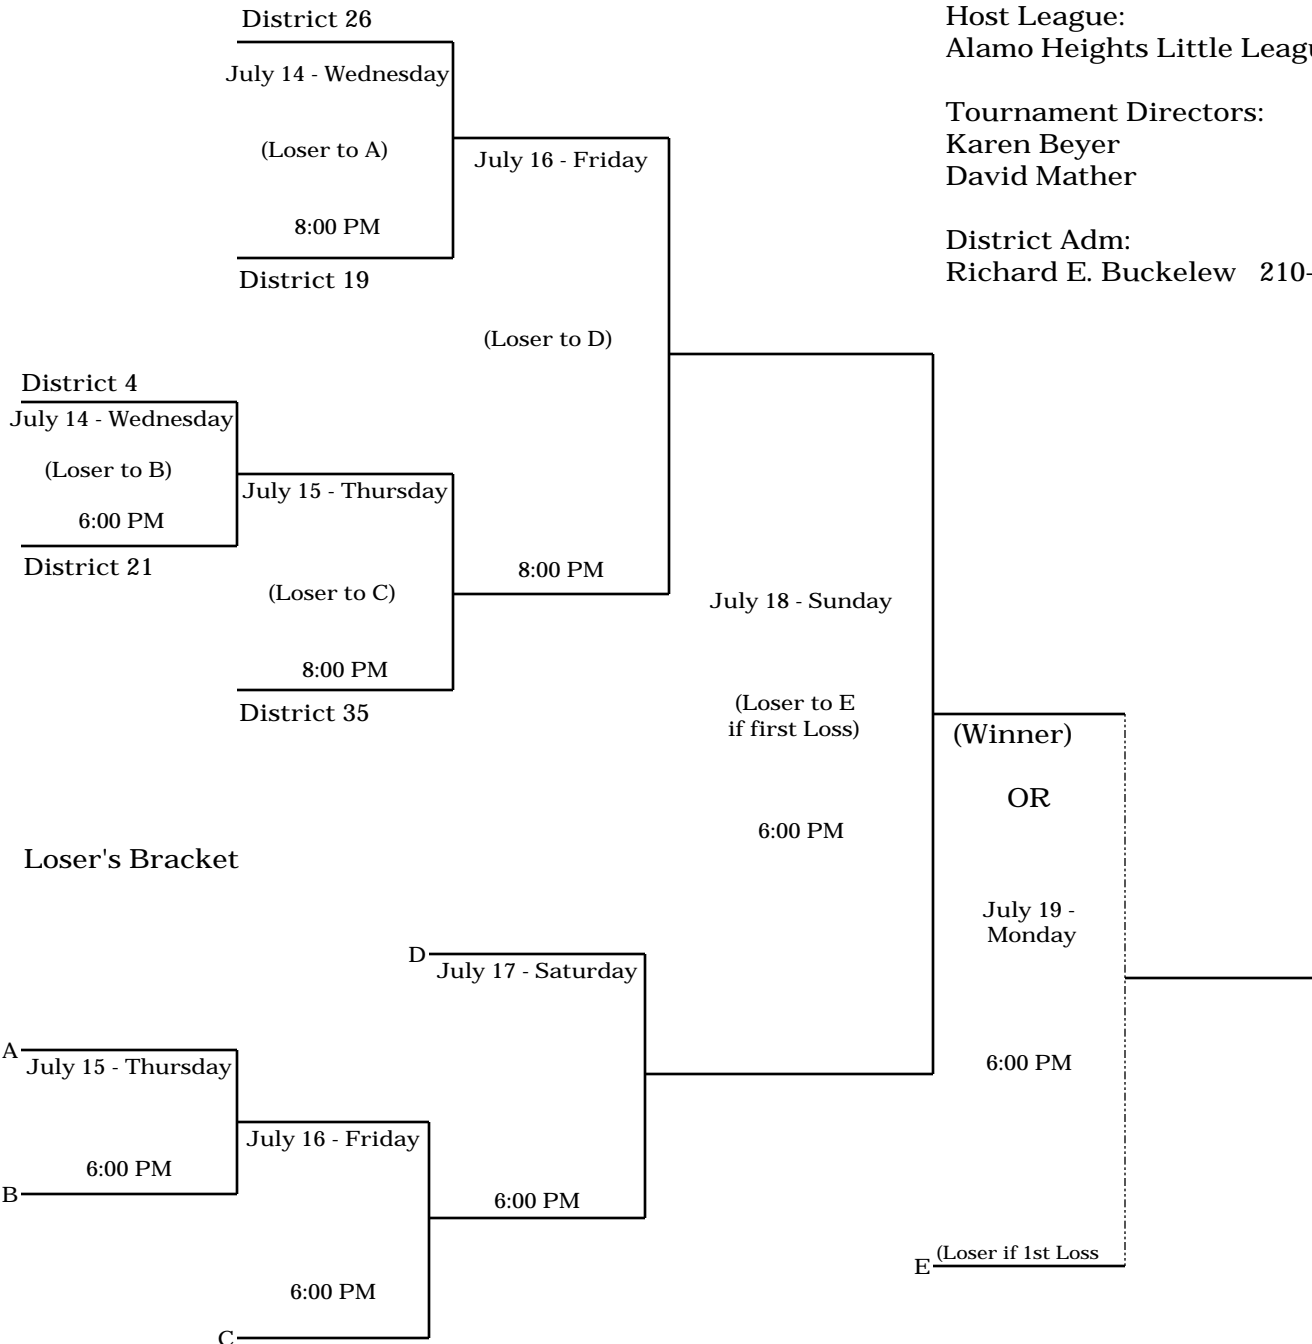 District 26
Host League:
Alamo Heights Little Leagu
July 14 - Wednesday
(Loser to A)
8:00 PM
District 19
July 16 - Friday
(Loser to D)
8:00 PM
Tournament Directors:
Karen Beyer
David Mather
District Adm:
Richard E. Buckelew 210-
District 4
July 14 - Wednesday
(Loser to B)
6:00 PM
District 21
July 15 - Thursday
(Loser to C)
8:00 PM
District 35
July 18 - Sunday
(Loser to E
if first Loss)
6:00 PM
(Winner)
OR
July 19 -
Monday
6:00 PM
Loser's Bracket
D
July 17 - Saturday
6:00 PM
A
July 15 - Thursday
6:00 PM
B
July 16 - Friday
6:00 PM
C
E
(Loser if 1st Loss